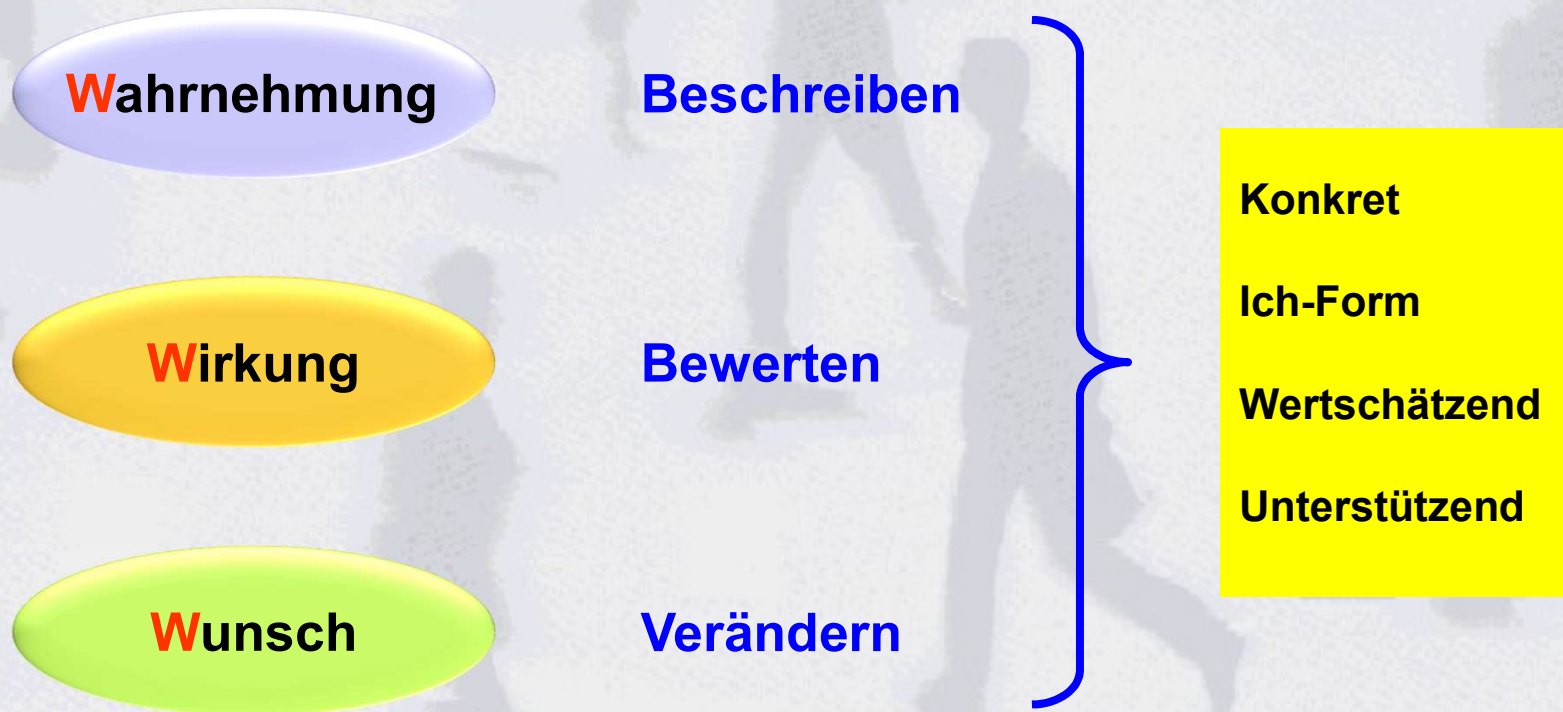 Wahrnehmung
Beschreiben
Wirkung
Bewerten
Wunsch
Verändern
Konkret
Ich-Form
Wertschätzend
Unterstützend